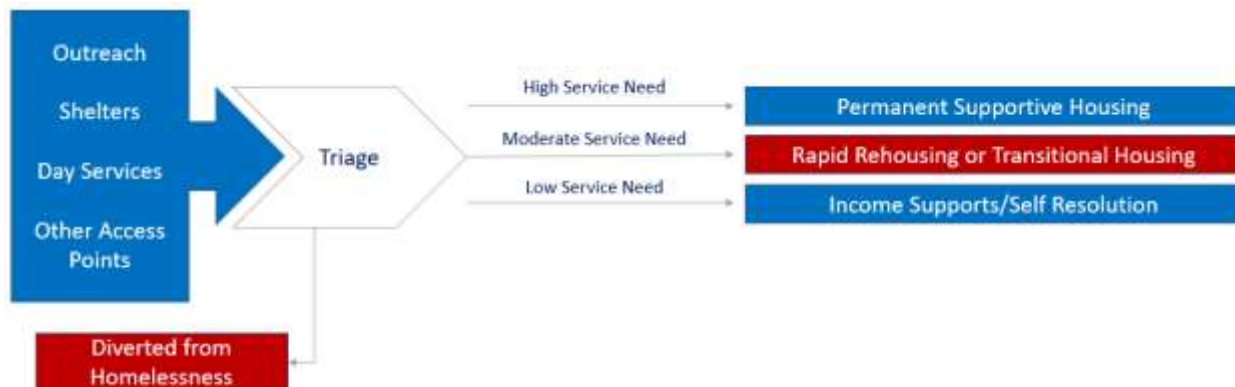 Outreach
Shelters
Day Services
Other Access
Points
Triage
High Service Need
Moderate Service Need
Low Service Need
Permanent Supportive Housing
Rapid Rehousing or Transitional Housing
Income Supports/Self Resolution
Diverted from
Homelessness